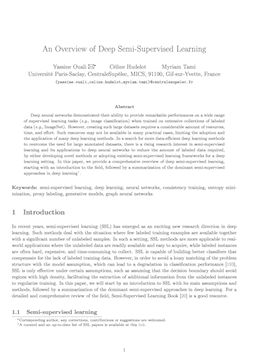 An Overview of Deep Semi-Supervised Learning
Yassine Ouali ✉* Céline Hudelot Myriam Tami
Université Paris-Saclay, CentraleSupélec, MICS, 91190, Gif-sur-Yvette, France
{yassine.ouali,celine.hudelot,myriam.tami}@centralesupelec.fr
Abstract
Deep neural networks demonstrated their ability to provide remarkable performances on a wide range
of supervised learning tasks (e.g., image classification) when trained on extensive collections of labeled
data (e.g., ImageNet). However, creating such large datasets requires a considerable amount of resources,
time, and effort. Such resources may not be available in many practical cases, limiting the adoption and
the application of many deep learning methods. In a search for more data-efficient deep learning methods
to overcome the need for large annotated datasets, there is a rising research interest in semi-supervised
learning and its applications to deep neural networks to reduce the amount of labeled data required,
by either developing novel methods or adopting existing semi-supervised learning frameworks for a deep
learning setting. In this paper, we provide a comprehensive overview of deep semi-supervised learning,
starting with an introduction to the field, followed by a summarization of the dominant semi-supervised
approaches in deep learning¹.
Keywords: semi-supervised learning, deep learning, neural networks, consistency training, entropy mini-
mization, proxy labeling, generative models, graph neural networks.
1 Introduction
In recent years, semi-supervised learning (SSL) has emerged as an exciting new research direction in deep
learning. Such methods deal with the situation where few labeled training examples are available together
with a significant number of unlabeled samples. In such a setting, SSL methods are more applicable to real-
world applications where the unlabeled data are readily available and easy to acquire, while labeled instances
are often hard, expensive, and time-consuming to collect. SSL is capable of building better classifiers that
compensate for the lack of labeled training data. However, in order to avoid a lousy matching of the problem
structure with the model assumption, which can lead to a degradation in classification performance
SSL is only effective under certain assumptions, such as assuming that the decision boundary should avoid
regions with high density, facilitating the extraction of additional information from the unlabeled instances
to regularize training. In this paper, we will start by an introduction to SSL with its main assumptions and
methods, followed by a summarization of the dominant semi-supervised approaches in deep learning. For a
detailed and comprehensive review of the field, Semi-Supervised Learning Book is a good resource.
1.1 Semi-supervised learning
*Corresponding author, any corrections, contributions or suggestions are welcomed.
¹A curated and an up-to-date list of SSL papers is available at this
1